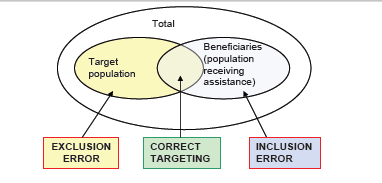 Total
Target
population
Beneficiaries
(population
receiving
assistance)
EXCLUSION
ERROR
CORRECT
TARGETING
INCLUSION
ERROR